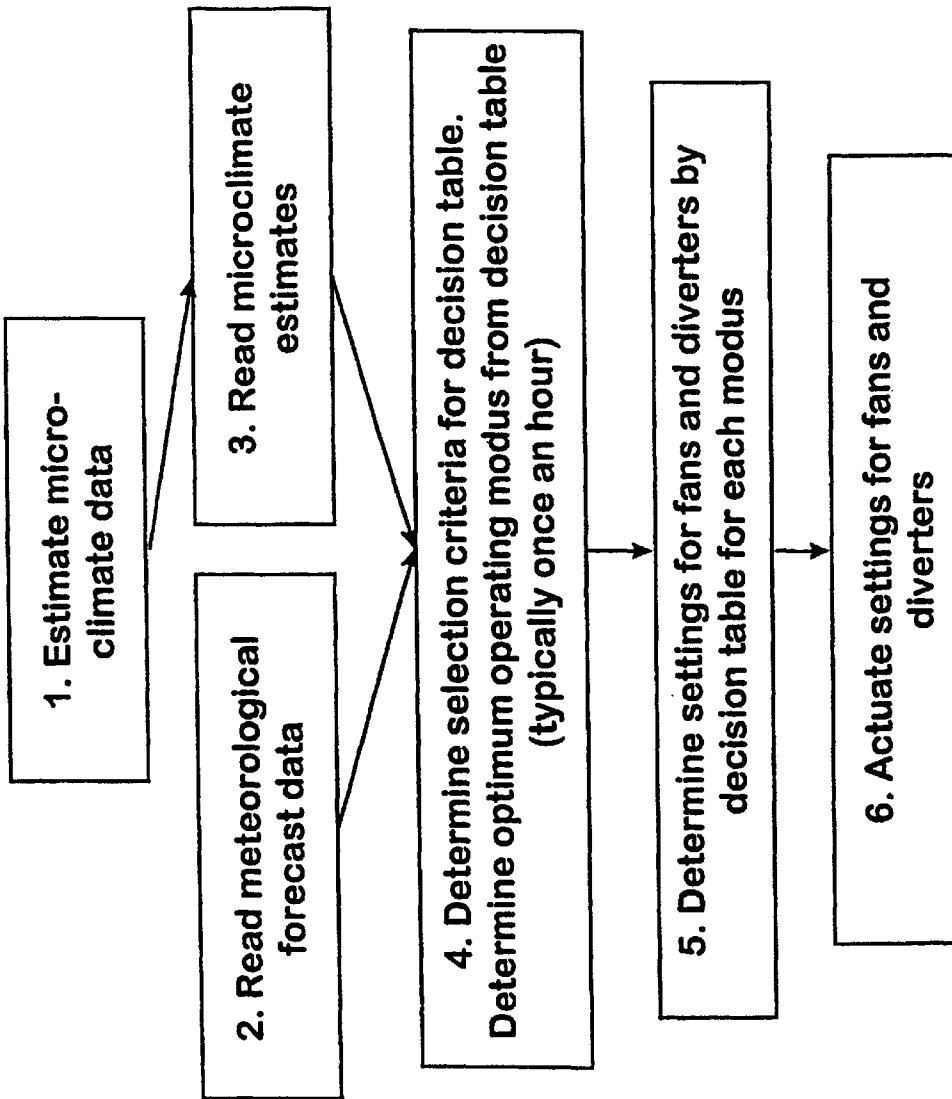 1. Estimate micro-
climate data
2. Read meteorological
forecast data
3. Read microclimate
estimates
4. Determine selection criteria for decision table.
Determine optimum operating modus from decision table
(typically once an hour)
5. Determine settings for fans and diverters by
decision table for each modus
6. Actuate settings for fans and
diverters